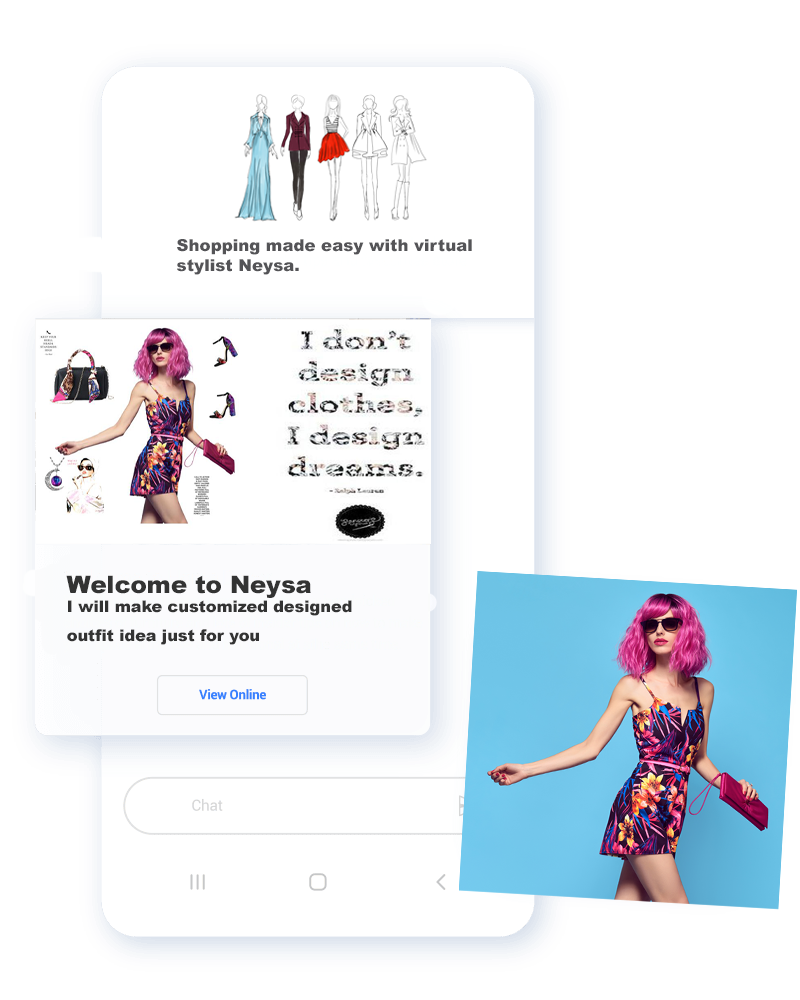 Shopping made easy with virtual
stylist Neysa.
I don't
design
clothes,
I design
dreams.
- Ralph Lauren
Welcome to Neysa
I will make customized designed
outfit idea just for you
View Online
Chat